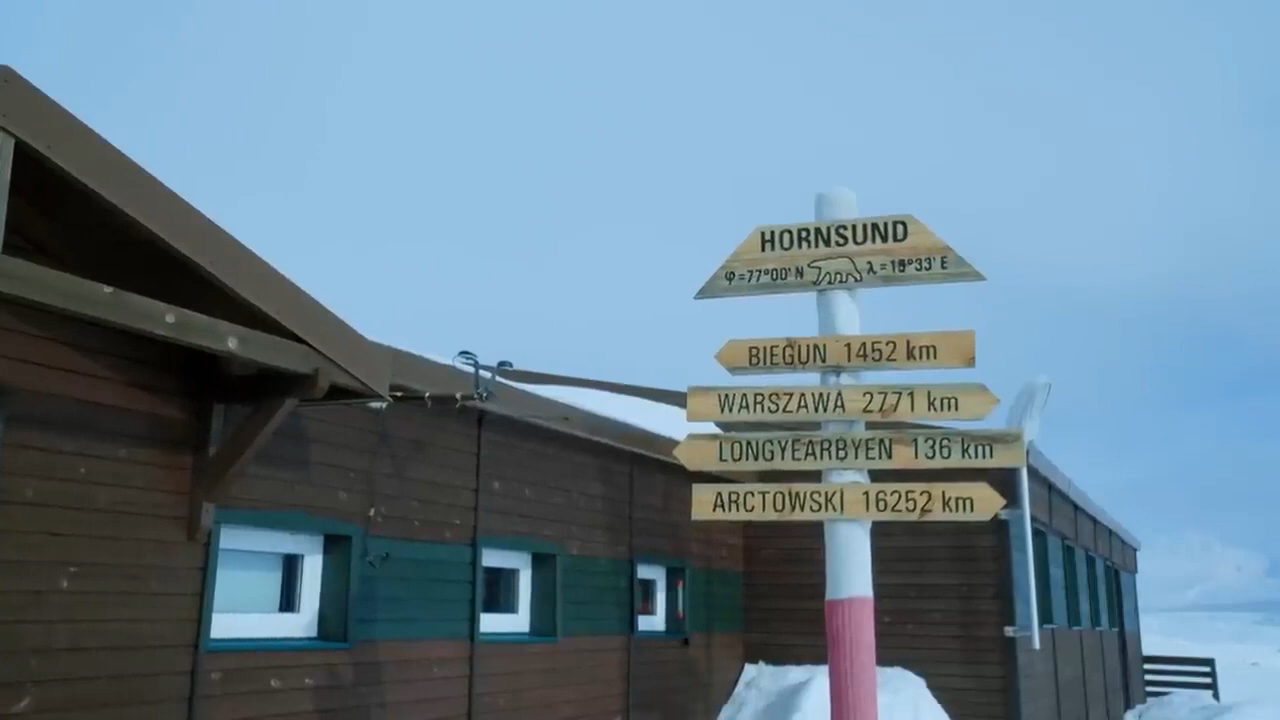 HORNSUND
φ=77°00'N λ=15°33'E
BIEGUN 1452 km
WARSZAWA 2771 km
LONGYEARBYEN 136 km
ARCTOWSKI 16252 km